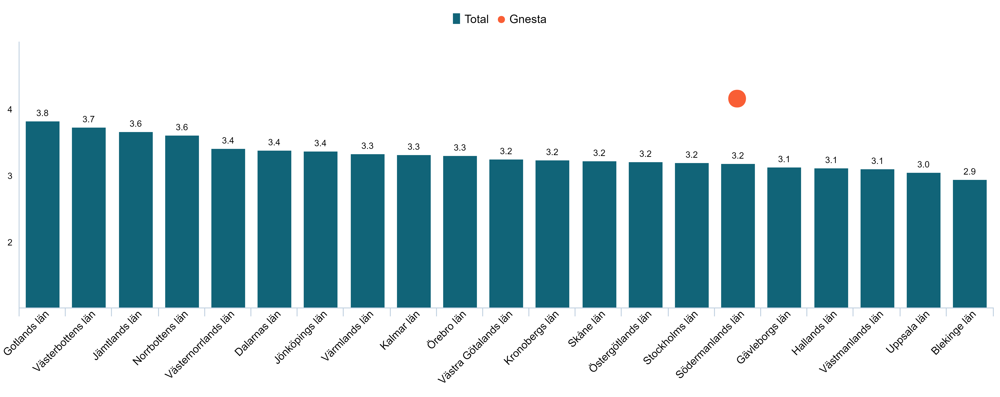 Total Gnesta
4
3
2
3.8 3.7 3.6 3.6 3.4 3.4 3.4 3.3 3.3 3.3 3.2 3.2 3.2 3.2 3.2 3.2 3.1 3.1 3.1 3.0 2.9
Gotlands län
Västerbottens län
Jämtlands län
Norrbottens län
Västernorrlands län
Dalarnas län
Jönköpings län
Värmlands län
Kalmar län
Örebro län
Västra Götalands län
Kronobergs län
Skåne län
Östergötlands län
Stockholms län
Södermanlands län
Gävleborgs län
Hallands län
Västmanlands län
Uppsala län
Blekinge län